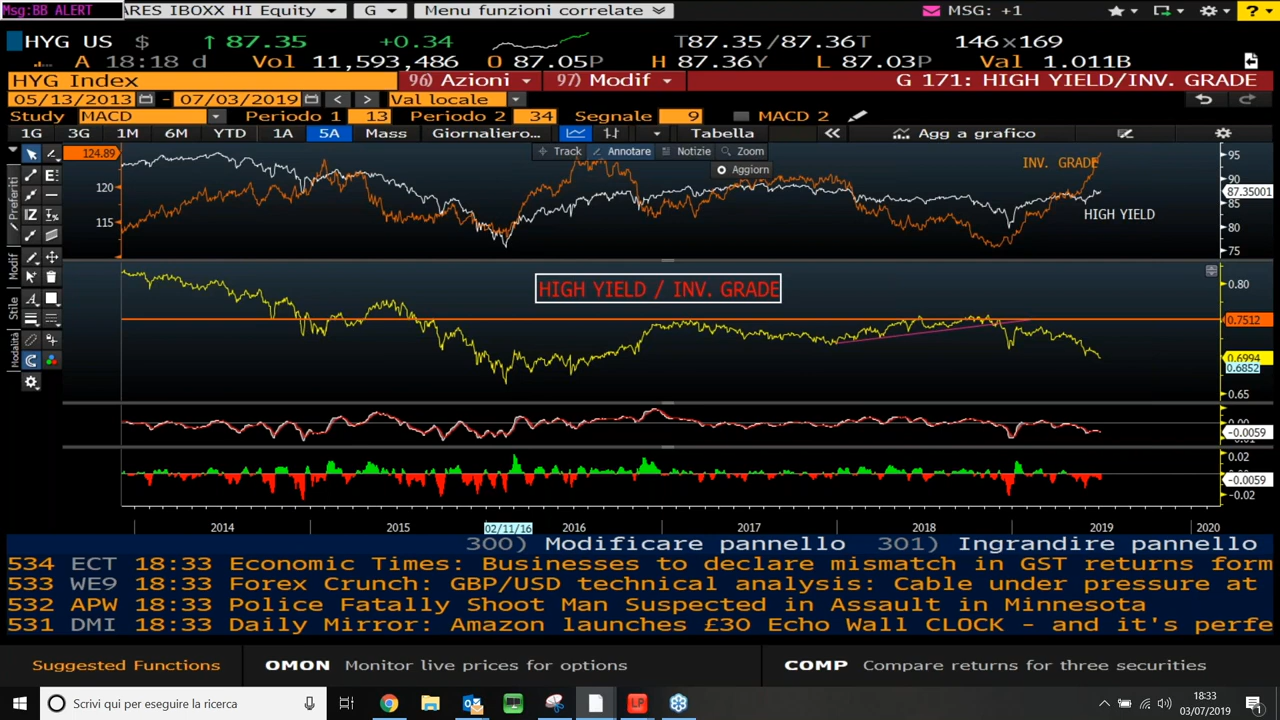 Msg:BB ALERT ARES IBOXX HI Equity G Menu funzioni correlate MSG: +1 ?
HYG US $ ↑ 87.35 +0.34 T87.35 / 87.36T 146 x 169
A 18:18 d Vol 11,593,486 O 87.05P H 87.36Y L 87.03P Val 1.011B
HYG Index 96) Azioni 97) Modif G 171: HIGH YIELD/INV. GRADE
05/13/2013 - 07/03/2019 < > Val locale
Study MACD Periodo 1 13 Periodo 2 34 Segnale 9 MACD 2
1G 3G 1M 6M YTD 1A 5A Mass Giornaliero... Tabella « Agg a grafico
Track Annotare Notizie Zoom
Aggiorn
Preferiti
Modif
Stile
Modalità
124.89
120
115
INV. GRADE
HIGH YIELD
95
90
87.35001
85
80
75
HIGH YIELD / INV. GRADE
0.80
0.7512
0.6994
0.6852
0.65
-0.0059
0.02
-0.0059
-0.02
2014 2015 02/11/16 2016 2017 2018 2019 2020
300) Modificare pannello 301) Ingrandire pannello
534 ECT 18:33 Economic Times: Businesses to declare mismatch in GST returns form
533 WE9 18:33 Forex Crunch: GBP/USD technical analysis: Cable under pressure at
532 APW 18:33 Police Fatally Shoot Man Suspected in Assault in Minnesota
531 DMI 18:33 Daily Mirror: Amazon launches £30 Echo Wall CLOCK - and it's perfe
Suggested Functions OMON Monitor live prices for options COMP Compare returns for three securities
Scrivi qui per eseguire la ricerca
18:33
03/07/2019